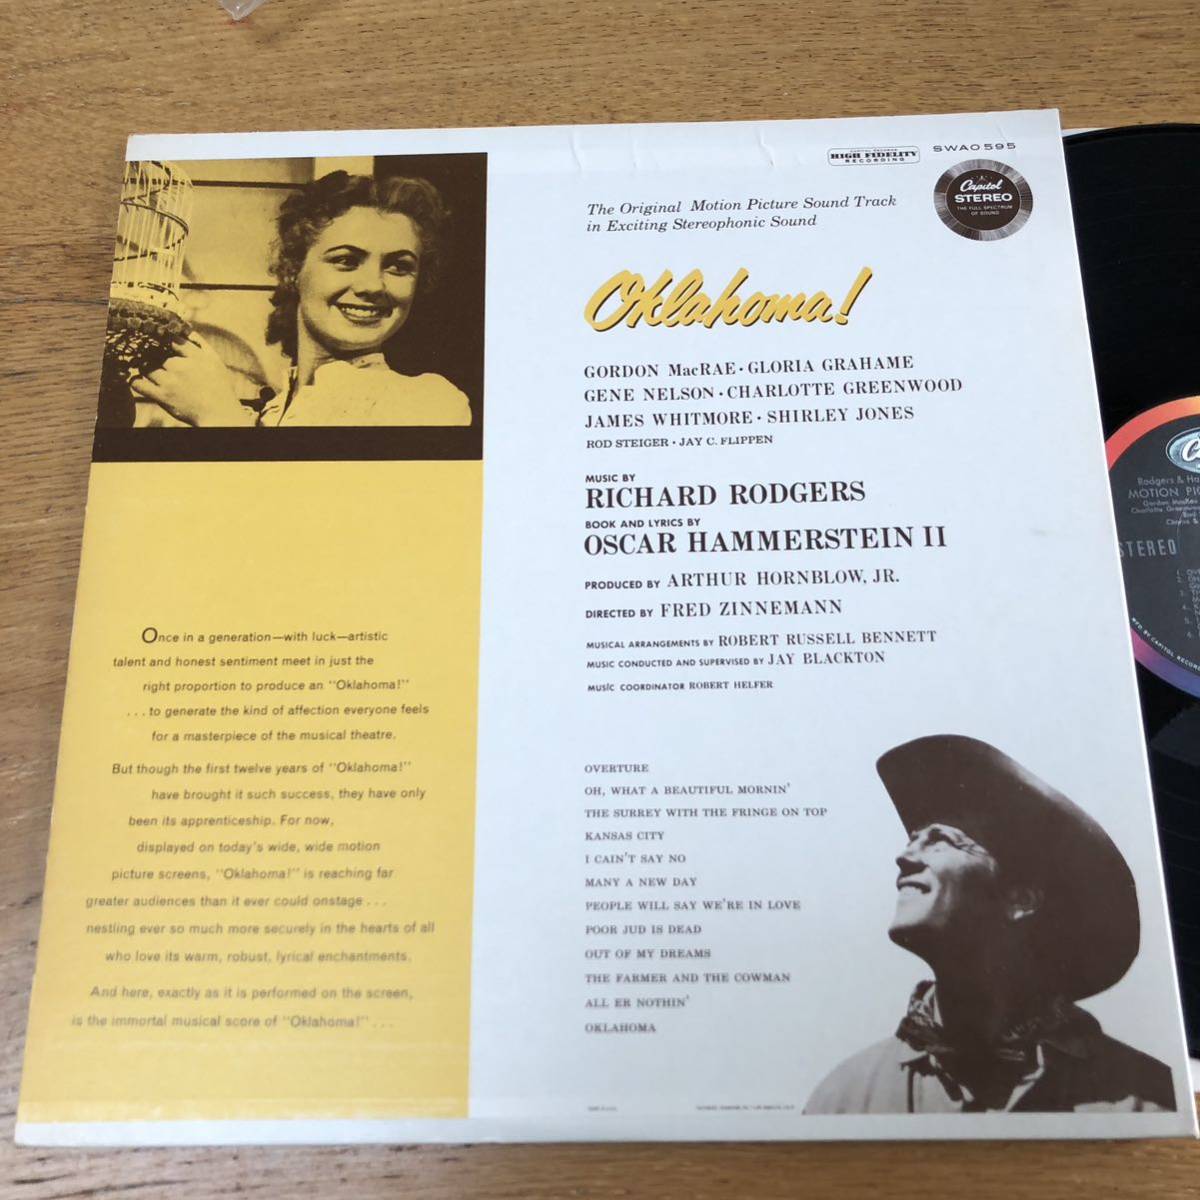 CAPITOL RECORDS
HIGH FIDELITY
RECORDING
SWAO 595
Capitol
STEREO
THE FULL SPECTRUM
OF SOUND
The Original Motion Picture Sound Track
in Exciting Stereophonic Sound
Oklahoma!
GORDON MacRAE · GLORIA GRAHAME
GENE NELSON · CHARLOTTE GREENWOOD
JAMES WHITMORE · SHIRLEY JONES
ROD STEIGER · JAY C. FLIPPEN
MUSIC BY
RICHARD RODGERS
BOOK AND LYRICS BY
OSCAR HAMMERSTEIN II
PRODUCED BY ARTHUR HORNBLOW, JR.
DIRECTED BY FRED ZINNEMANN
MUSICAL ARRANGEMENTS BY ROBERT RUSSELL BENNETT
MUSIC CONDUCTED AND SUPERVISED BY JAY BLACKTON
MUSIC COORDINATOR ROBERT HELFER
OVERTURE
OH, WHAT A BEAUTIFUL MORNIN'
THE SURREY WITH THE FRINGE ON TOP
KANSAS CITY
I CAIN'T SAY NO
MANY A NEW DAY
PEOPLE WILL SAY WE'RE IN LOVE
POOR JUD IS DEAD
OUT OF MY DREAMS
THE FARMER AND THE COWMAN
ALL ER NOTHIN'
OKLAHOMA
Once in a generation—with luck—artistic
talent and honest sentiment meet in just the
right proportion to produce an "Oklahoma!"
. . . to generate the kind of affection everyone feels
for a masterpiece of the musical theatre.
But though the first twelve years of "Oklahoma!"
have brought it such success, they have only
been its apprenticeship. For now,
displayed on today's wide, wide motion
picture screens, "Oklahoma!" is reaching far
greater audiences than it ever could onstage . . .
nestling ever so much more securely in the hearts of all
who love its warm, robust, lyrical enchantments.
And here, exactly as it is performed on the screen,
is the immortal musical score of "Oklahoma!" . . .
Rodgers & Ha
MOTION PIC
STEREO